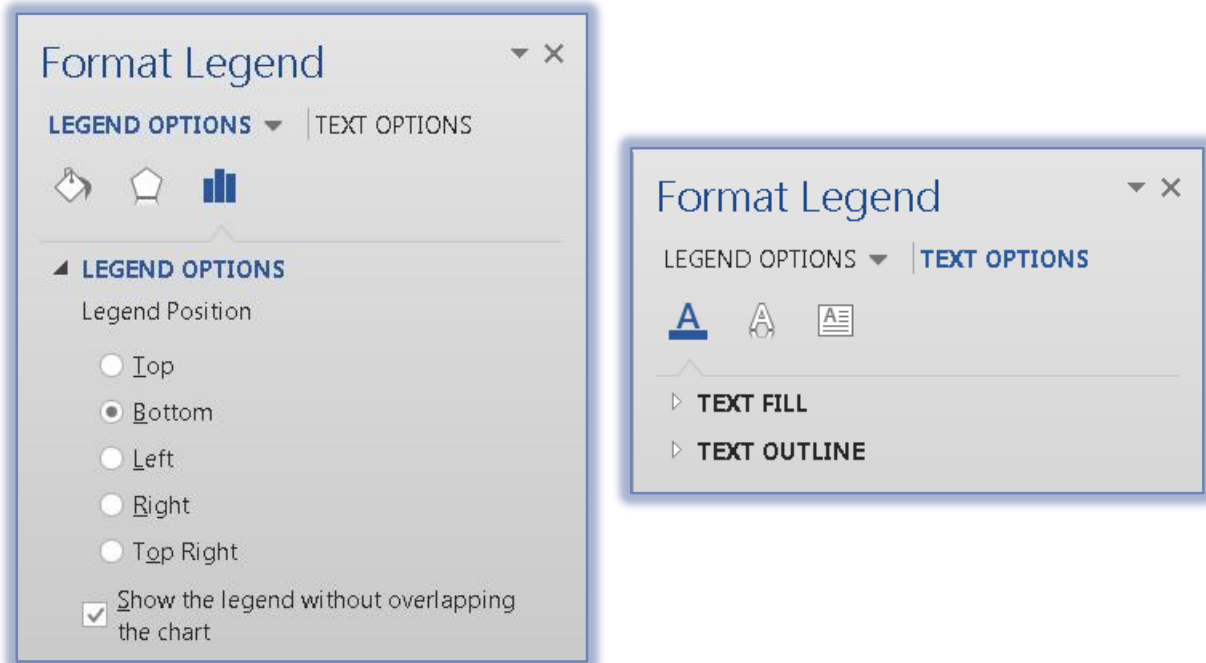 Format Legend
LEGEND OPTIONS TEXT OPTIONS
LEGEND OPTIONS
Legend Position
Top
Bottom
Left
Right
Top Right
Show the legend without overlapping
the chart
Format Legend
LEGEND OPTIONS TEXT OPTIONS
A A A
TEXT FILL
TEXT OUTLINE